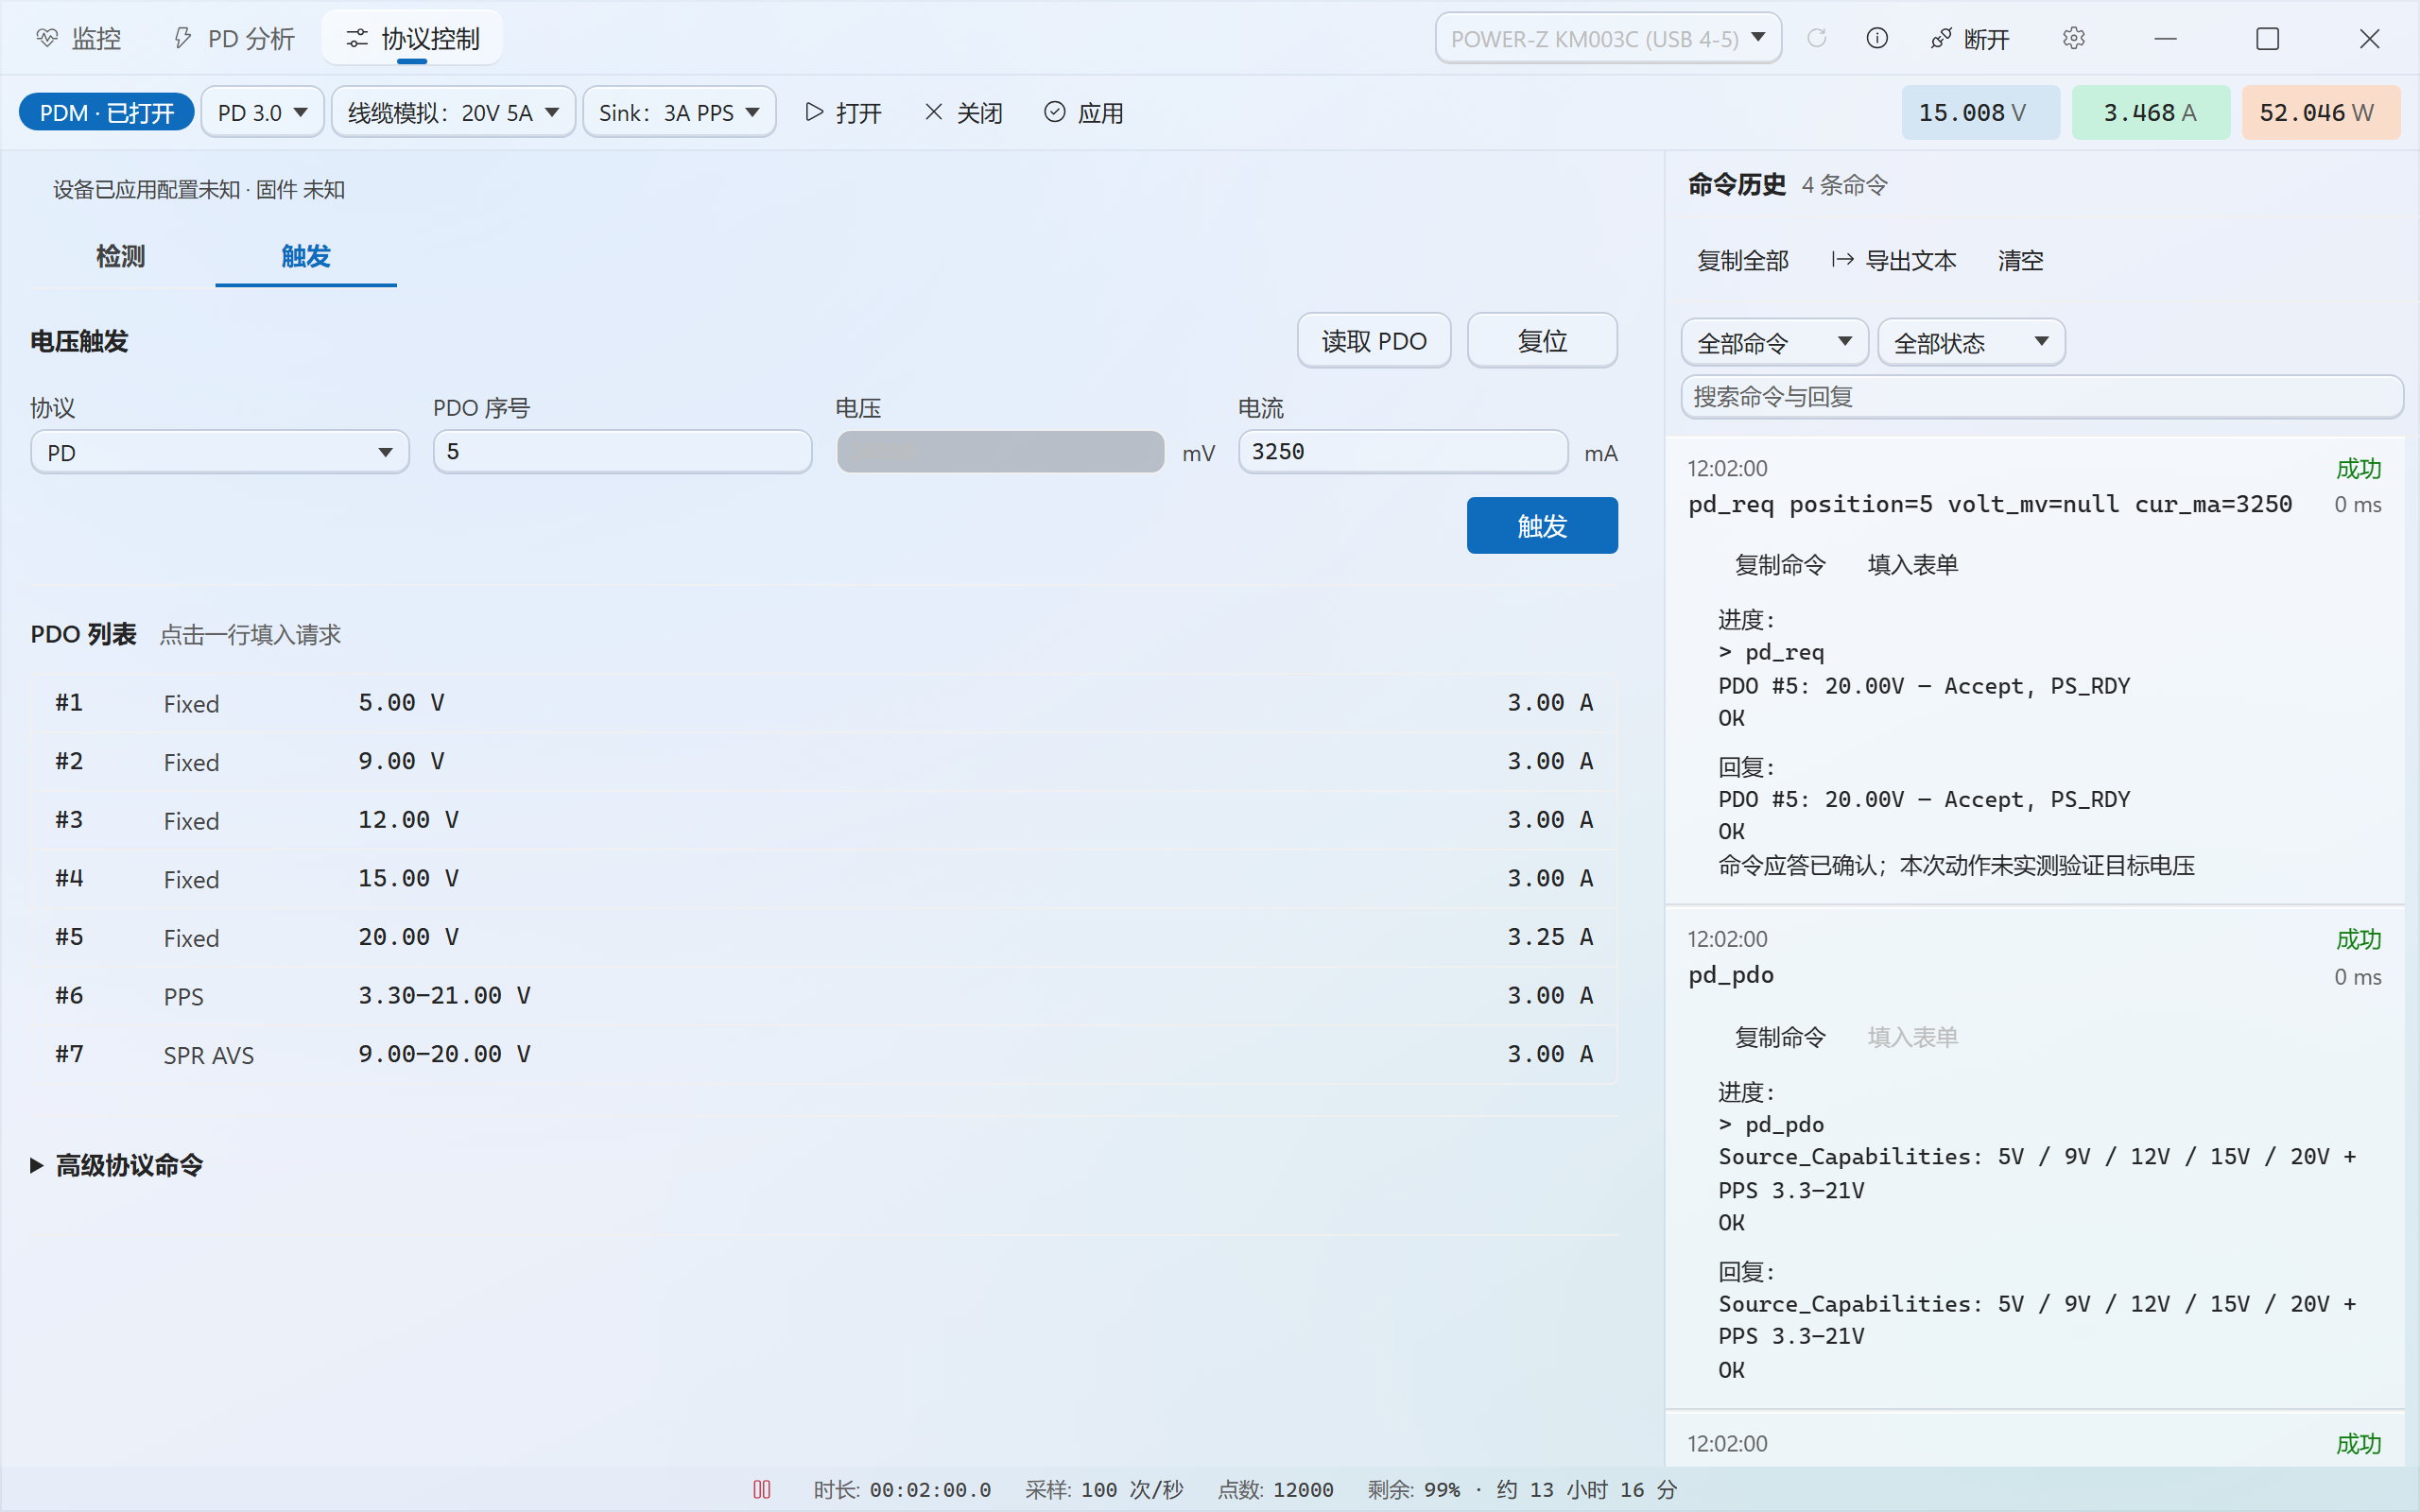 监控 PD 分析 协议控制 POWER-Z KM003C (USB 4-5) 断开
PDM · 已打开 PD 3.0 线缆模拟：20V 5A Sink：3A PPS 打开 关闭 应用 15.008 V 3.468 A 52.046 W
设备已应用配置未知 · 固件 未知
检测 触发
电压触发 读取 PDO 复位
协议 PDO 序号 电压 电流
PD 5 mV 3250 mA
触发
PDO 列表 点击一行填入请求
#1 Fixed 5.00 V 3.00 A
#2 Fixed 9.00 V 3.00 A
#3 Fixed 12.00 V 3.00 A
#4 Fixed 15.00 V 3.00 A
#5 Fixed 20.00 V 3.25 A
#6 PPS 3.30–21.00 V 3.00 A
#7 SPR AVS 9.00–20.00 V 3.00 A
高级协议命令
命令历史 4 条命令
复制全部 导出文本 清空
全部命令 全部状态
搜索命令与回复
12:02:00 成功
pd_req position=5 volt_mv=null cur_ma=3250 0 ms
复制命令 填入表单
进度:
> pd_req
PDO #5: 20.00V — Accept, PS_RDY
OK
回复:
PDO #5: 20.00V — Accept, PS_RDY
OK
命令应答已确认；本次动作未实测验证目标电压
12:02:00 成功
pd_pdo 0 ms
复制命令 填入表单
进度:
> pd_pdo
Source_Capabilities: 5V / 9V / 12V / 15V / 20V +
PPS 3.3–21V
OK
回复:
Source_Capabilities: 5V / 9V / 12V / 15V / 20V +
PPS 3.3–21V
OK
12:02:00 成功
时长: 00:02:00.0 采样: 100 次/秒 点数: 12000 剩余: 99% · 约 13 小时 16 分